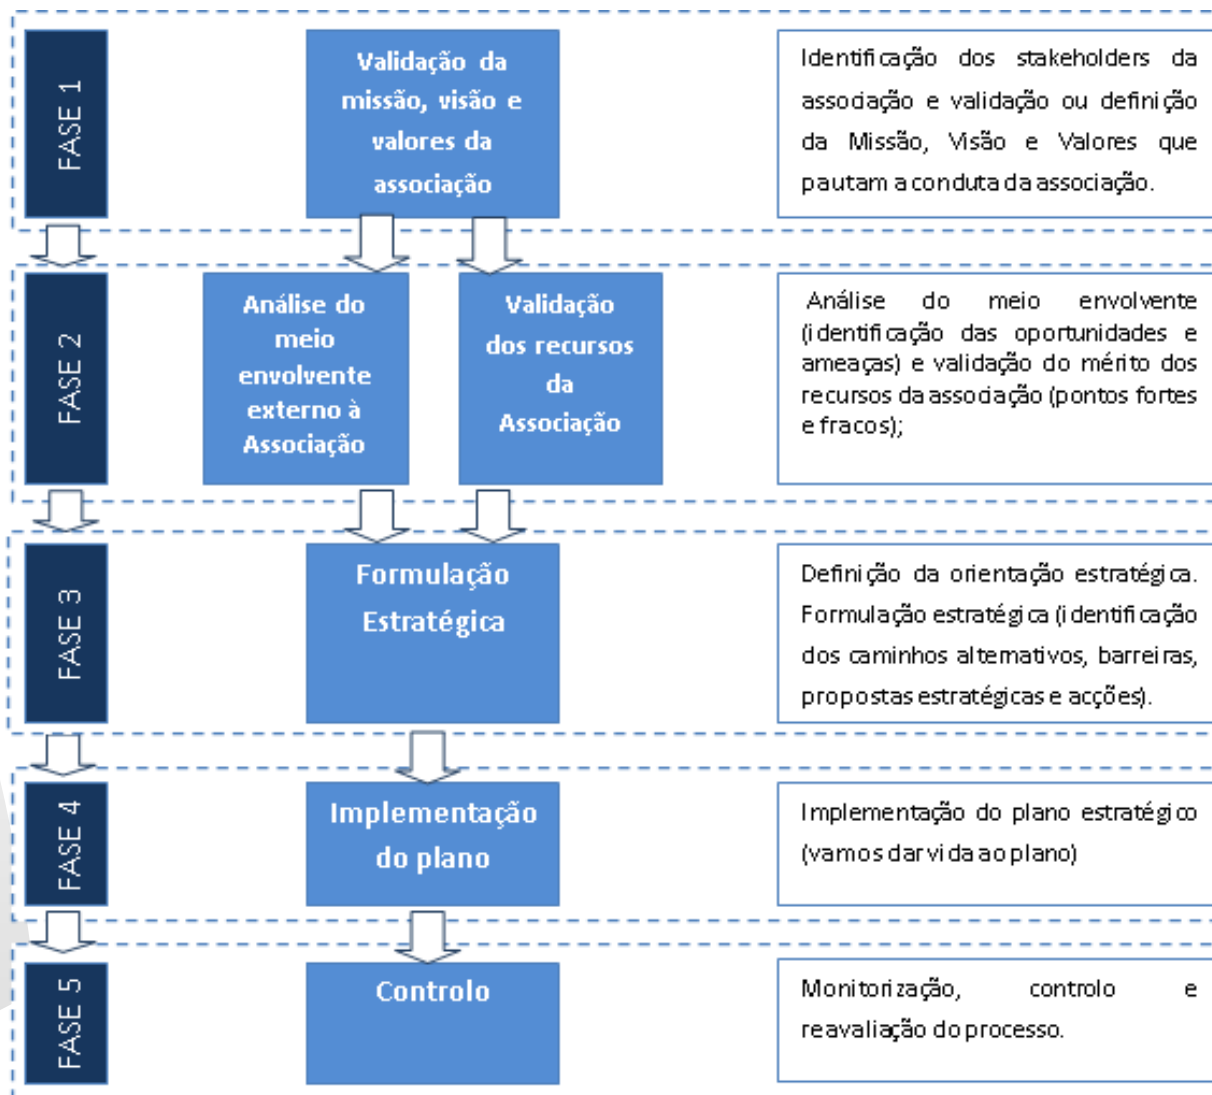 FASE 1
Validação da
missão, visão e
valores da
associação
Identificação dos stakeholders da
associação e validação ou definição
da Missão, Visão e Valores que
pautam a conduta da associação.
FASE 2
Análise do
meio
envolvente
externo à
Associação
Validação
dos recursos
da
Associação
Análise do meio envolvente
(identificação das oportunidades e
ameaças) e validação do mérito dos
recursos da associação (pontos fortes
e fracos);
FASE 3
Formulação
Estratégica
Definição da orientação estratégica.
Formulação estratégica (identificação
dos caminhos alternativos, barreiras,
propostas estratégicas e acções).
FASE 4
Implementação
do plano
Implementação do plano estratégico
(vamos dar vida ao plano)
FASE 5
Controlo
Monitorização, controlo e
reavaliação do processo.